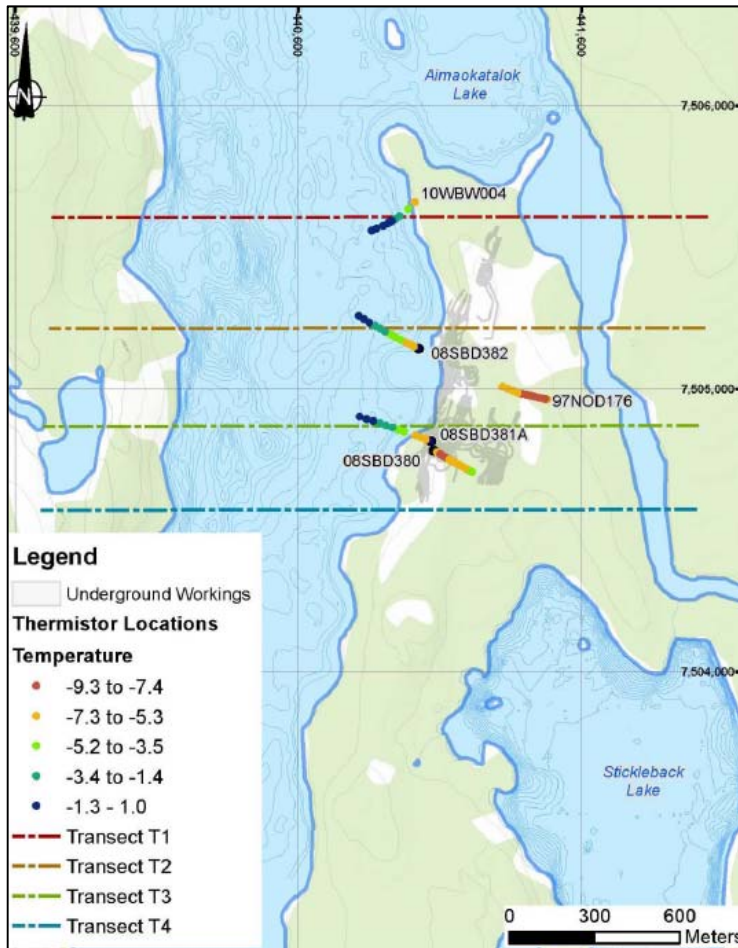 439,600
440,600
441,600
N
Aimaokatalok
Lake
7,506,000
10WBW004
08SBD382
7,505,000
97NOD176
08SBD381A
08SBD380
Legend
Underground Workings
Thermistor Locations
Temperature
-9.3 to -7.4
-7.3 to -5.3
-5.2 to -3.5
-3.4 to -1.4
-1.3 - 1.0
Transect T1
Transect T2
Transect T3
Transect T4
7,504,000
Stickleback
Lake
0 300 600
Meters